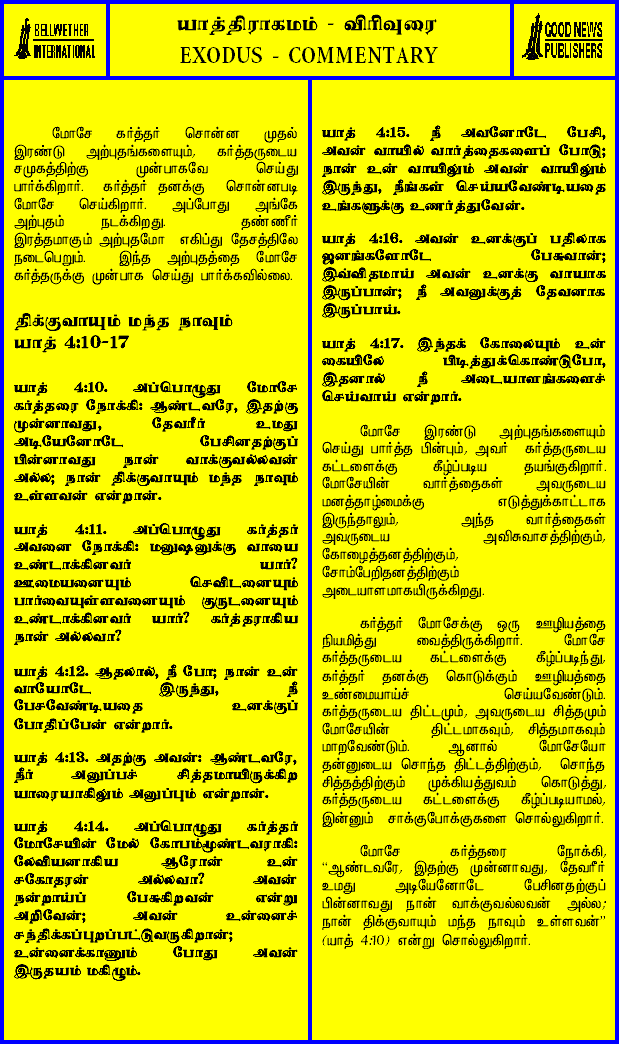 BELLWETHER
INTERNATIONAL
யாத்திராகமம் - விரிவுரை
EXODUS - COMMENTARY
GOOD NEWS
PUBLISHERS
மோசே கர்த்தர் சொன்ன முதல்
இரண்டு அற்புதங்களையும், கர்த்தருடைய
சமுகத்திற்கு முன்பாகவே செய்து
பார்க்கிறார். கர்த்தர் தனக்கு சொன்னபடி
மோசே செய்கிறார். அப்போது அங்கே
அற்புதம் நடக்கிறது. தண்ணீர்
இரத்தமாகும் அற்புதமோ எகிப்து தேசத்திலே
நடைபெறும். இந்த அற்புதத்தை மோசே
கர்த்தருக்கு முன்பாக செய்து பார்க்கவில்லை.
திக்குவாயும் மந்த நாவும்
யாத் 4:10-17
யாத் 4:10. அப்பொழுது மோசே
கர்த்தரை நோக்கி: ஆண்டவரே, இதற்கு
முன்னாவது, தேவரீர் உமது
அடியேனோடே பேசினதற்குப்
பின்னாவது நான் வாக்குவல்லவன்
அல்ல; நான் திக்குவாயும் மந்த நாவும்
உள்ளவன் என்றான்.
யாத் 4:11. அப்பொழுது கர்த்தர்
அவனை நோக்கி: மனுஷனுக்கு வாயை
உண்டாக்கினவர் யார்?
ஊமையனையும் செவிடனையும்
பார்வையுள்ளவனையும் குருடனையும்
உண்டாக்கினவர் யார்? கர்த்தராகிய
நான் அல்லவா?
யாத் 4:12. ஆதலால், நீ போ; நான் உன்
வாயோடே இருந்து, நீ
பேசவேண்டியதை உனக்குப்
போதிப்பேன் என்றார்.
யாத் 4:13. அதற்கு அவன்: ஆண்டவரே,
நீர் அனுப்பச் சித்தமாயிருக்கிற
யாரையாகிலும் அனுப்பும் என்றான்.
யாத் 4:14. அப்பொழுது கர்த்தர்
மோசேயின் மேல் கோபமூண்டவராகி:
லேவியனாகிய ஆரோன் உன்
சகோதரன் அல்லவா? அவன்
நன்றாய்ப் பேசுகிறவன் என்று
அறிவேன்; அவன் உன்னைச்
சந்திக்கப்புறப்பட்டுவருகிறான்;
உன்னைக்காணும் போது அவன்
இருதயம் மகிழும்.
யாத் 4:15. நீ அவனோடே பேசி,
அவன் வாயில் வார்த்தைகளைப் போடு;
நான் உன் வாயிலும் அவன் வாயிலும்
இருந்து, நீங்கள் செய்யவேண்டியதை
உங்களுக்கு உணர்த்துவேன்.
யாத் 4:16. அவன் உனக்குப் பதிலாக
ஜனங்களோடே பேசுவான்;
இவ்விதமாய் அவன் உனக்கு வாயாக
இருப்பான்; நீ அவனுக்குத் தேவனாக
இருப்பாய்.
யாத் 4:17. இந்தக் கோலையும் உன்
கையிலே பிடித்துக்கொண்டுபோ,
இதனால் நீ அடையாளங்களைச்
செய்வாய் என்றார்.
மோசே இரண்டு அற்புதங்களையும்
செய்து பார்த்த பின்பும், அவர் கர்த்தருடைய
கட்டளைக்கு கீழ்ப்படிய தயங்குகிறார்.
மோசேயின் வார்த்தைகள் அவருடைய
மனத்தாழ்மைக்கு எடுத்துக்காட்டாக
இருந்தாலும், அந்த வார்த்தைகள்
அவருடைய அவிசுவாசத்திற்கும்,
கோழைத்தனத்திற்கும்,
சோம்பேறிதனத்திற்கும்
அடையாளமாகயிருக்கிறது.
கர்த்தர் மோசேக்கு ஒரு ஊழியத்தை
நியமித்து வைத்திருக்கிறார். மோசே
கர்த்தருடைய கட்டளைக்கு கீழ்ப்படிந்து,
கர்த்தர் தனக்கு கொடுக்கும் ஊழியத்தை
உண்மையாய்ச் செய்யவேண்டும்.
கர்த்தருடைய திட்டமும், அவருடைய சித்தமும்
மோசேயின் திட்டமாகவும், சித்தமாகவும்
மாறவேண்டும். ஆனால் மோசேயோ
தன்னுடைய சொந்த திட்டத்திற்கும், சொந்த
சித்தத்திற்கும் முக்கியத்துவம் கொடுத்து,
கர்த்தருடைய கட்டளைக்கு கீழ்ப்படியாமல்,
இன்னும் சாக்குபோக்குகளை சொல்லுகிறார்.
மோசே கர்த்தரை நோக்கி,
“ஆண்டவரே, இதற்கு முன்னாவது, தேவரீர்
உமது அடியேனோடே பேசினதற்குப்
பின்னாவது நான் வாக்குவல்லவன் அல்ல;
நான் திக்குவாயும் மந்த நாவும் உள்ளவன்”
(யாத் 4:10) என்று சொல்லுகிறார்.